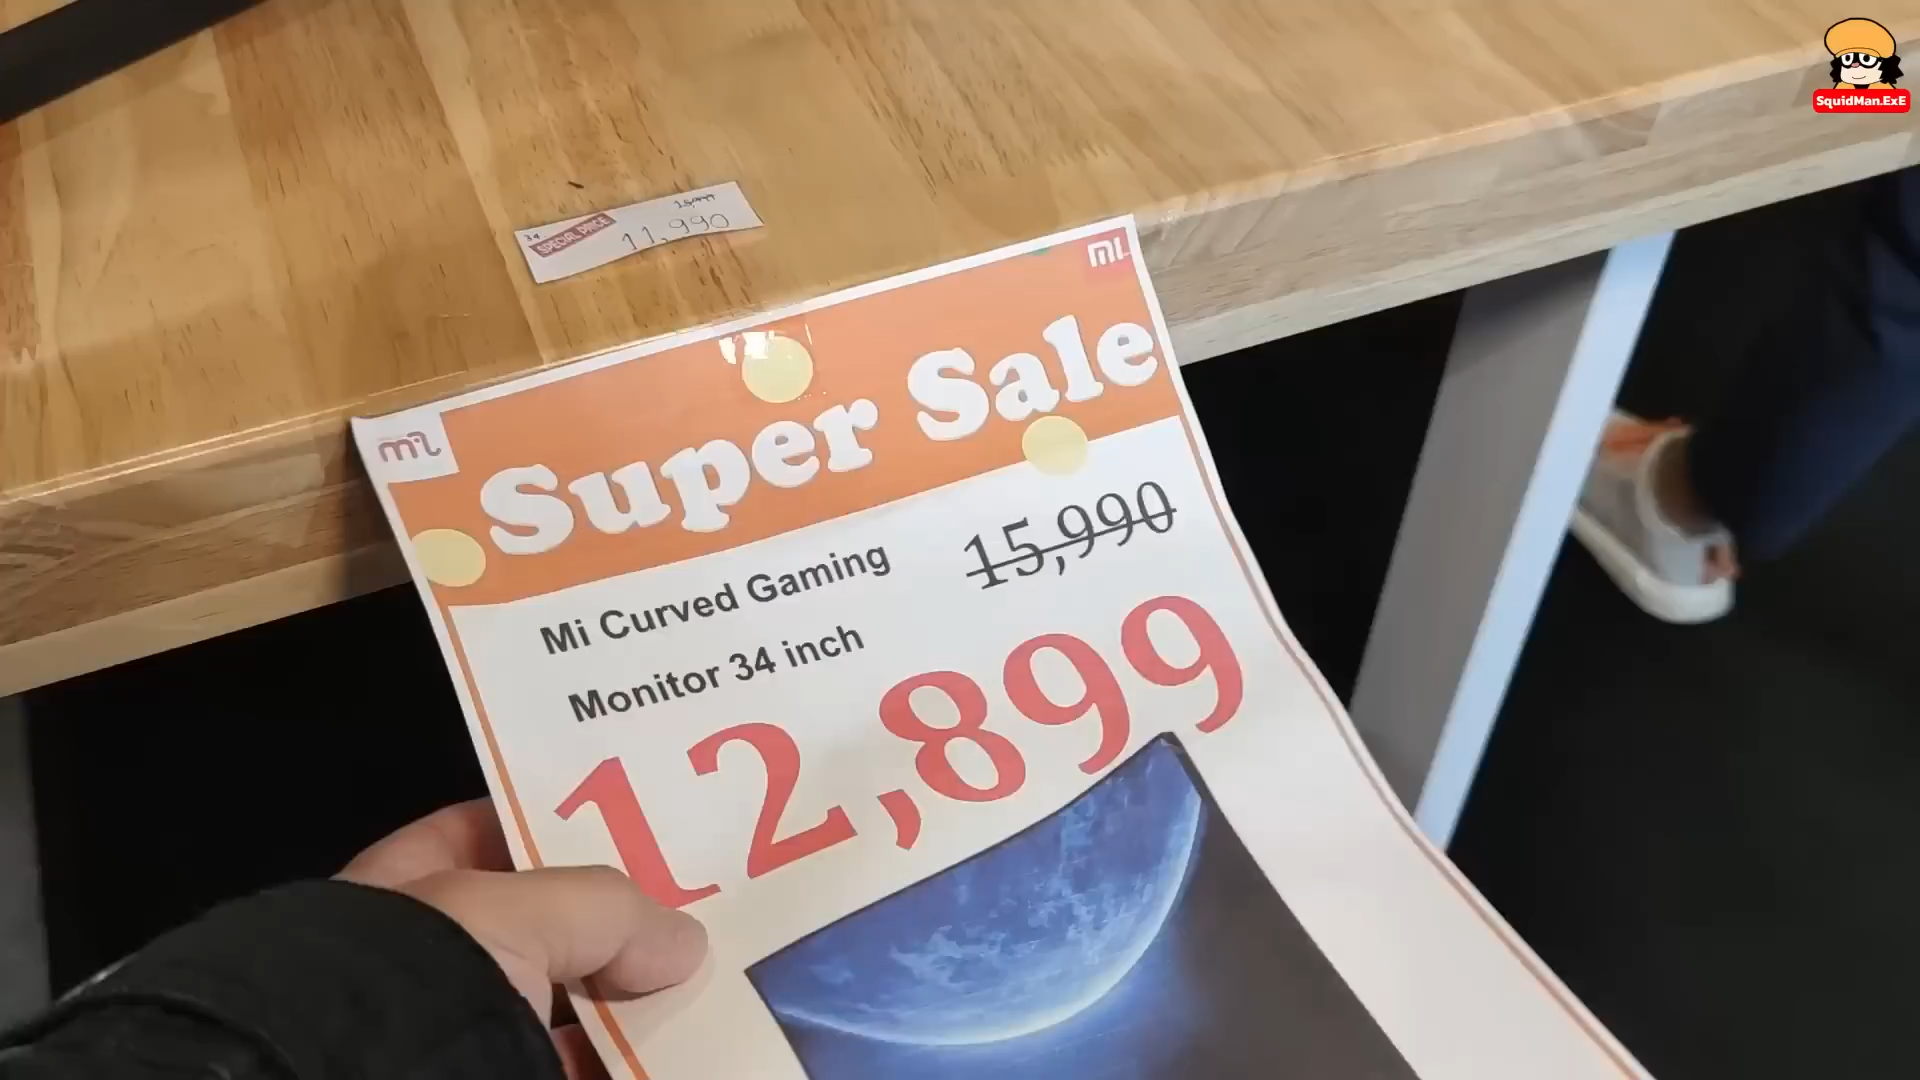 SquidMan.ExE
34
SPECIAL PRICE
11,990
mi
mi
Super Sale
Mi Curved Gaming
Monitor 34 inch
15,990
12,899